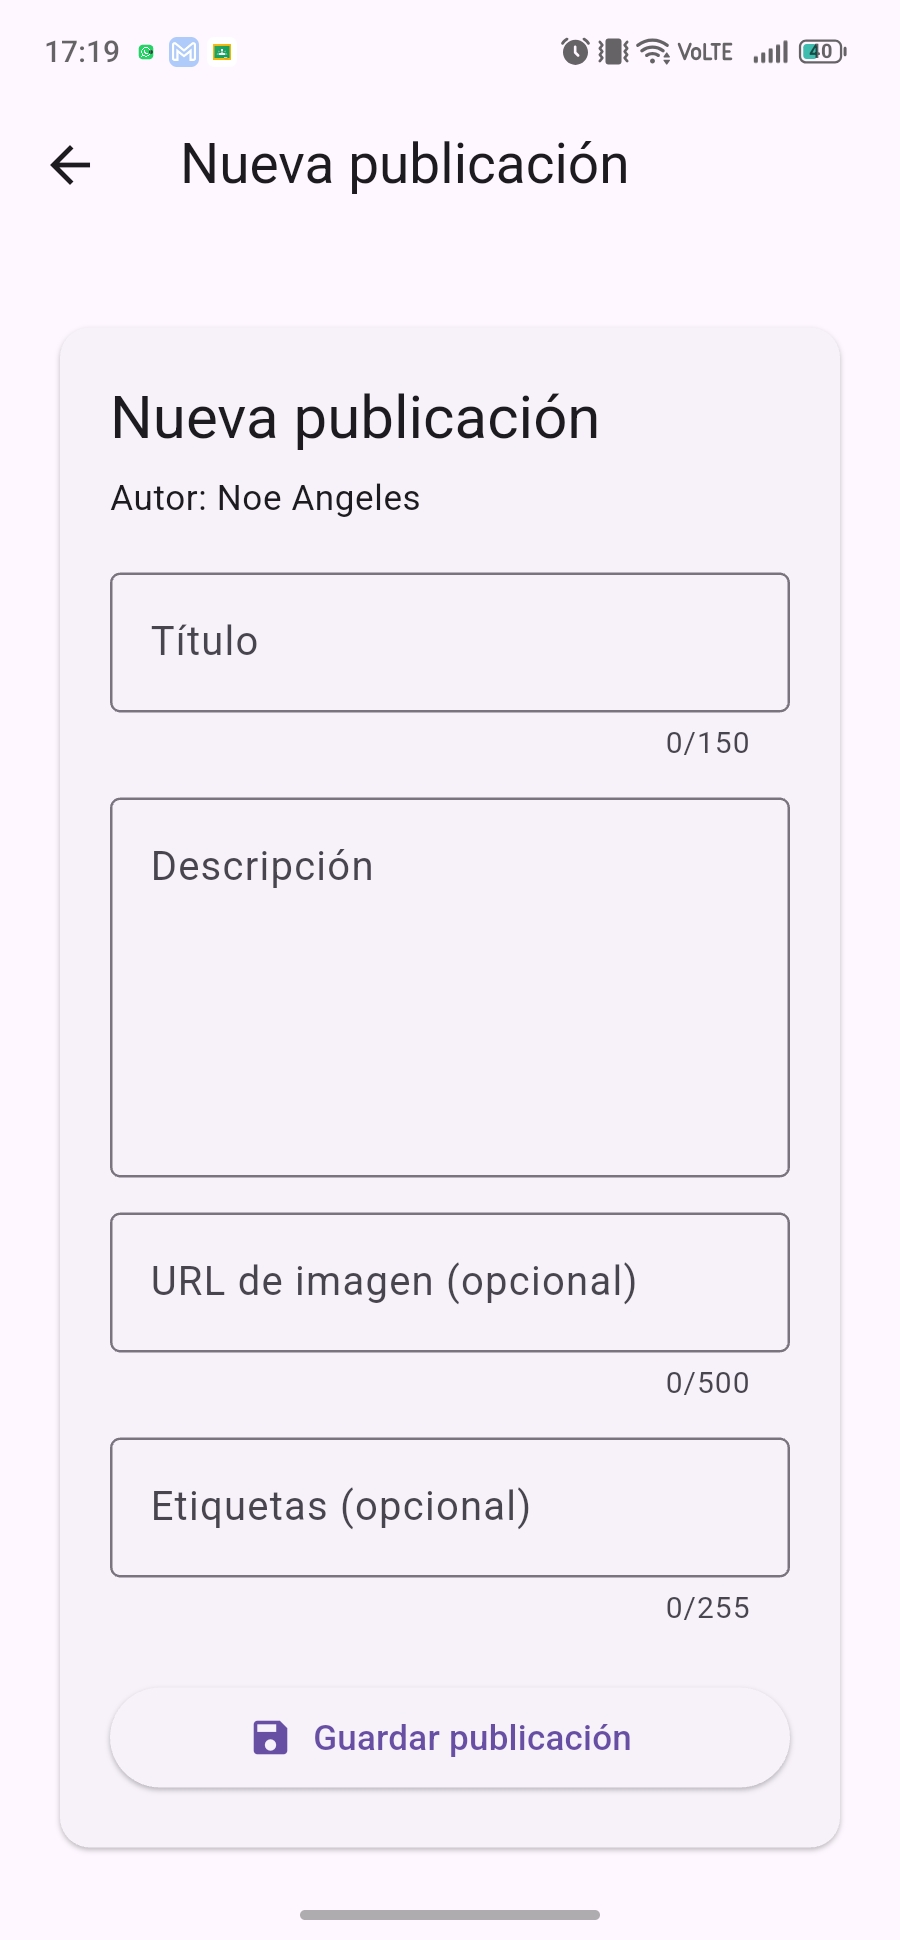 17:19
VoLTE
40
Nueva publicación
Nueva publicación
Autor: Noe Angeles
Título
0/150
Descripción
URL de imagen (opcional)
0/500
Etiquetas (opcional)
0/255
Guardar publicación